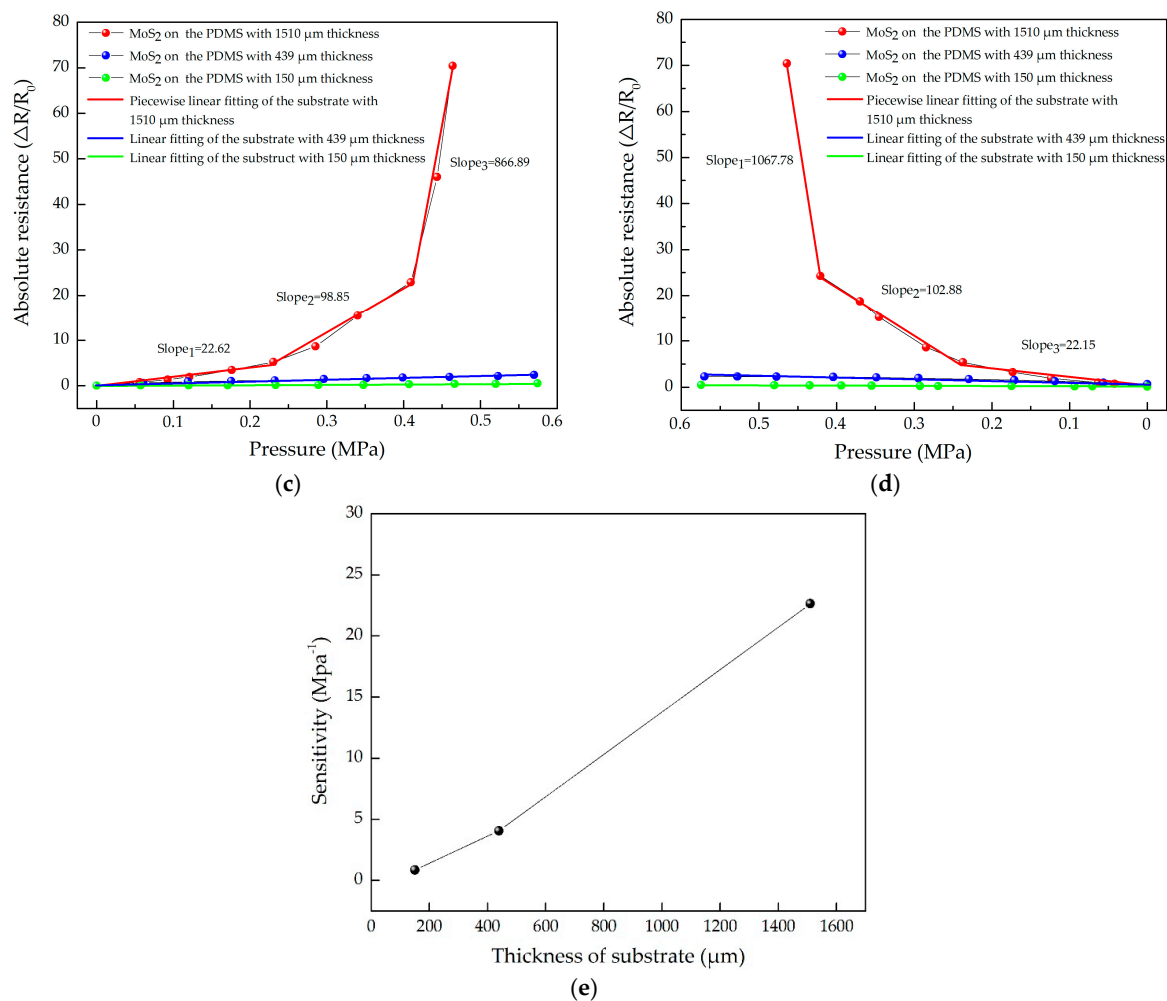 80
70
60
50
40
30
20
10
0
Absolute resistance (△R/R₀)
MoS₂ on the PDMS with 1510 μm thickness
MoS₂ on the PDMS with 439 μm thickness
MoS₂ on the PDMS with 150 μm thickness
Piecewise linear fitting of the substrate with
1510 μm thickness
Linear fitting of the substrate with 439 μm thickness
Linear fitting of the substruct with 150 μm thickness
Slope₃=866.89
Slope₂=98.85
Slope₁=22.62
0 0.1 0.2 0.3 0.4 0.5 0.6
Pressure (MPa)
(c)
80
70
60
50
40
30
20
10
0
Absolute resistance (△R/R₀)
MoS₂ on the PDMS with 1510 μm thickness
MoS₂ on the PDMS with 439 μm thickness
MoS₂ on the PDMS with 150 μm thickness
Piecewise linear fitting of the substrate with
1510 μm thickness
Linear fitting of the substrate with 439 μm thickness
Linear fitting of the substrate with 150 μm thickness
Slope₁=1067.78
Slope₂=102.88
Slope₃=22.15
0.6 0.5 0.4 0.3 0.2 0.1 0
Pressure (MPa)
(d)
30
25
20
15
10
5
0
Sensitivity (Mpa⁻¹)
0 200 400 600 800 1000 1200 1400 1600
Thickness of substrate (μm)
(e)